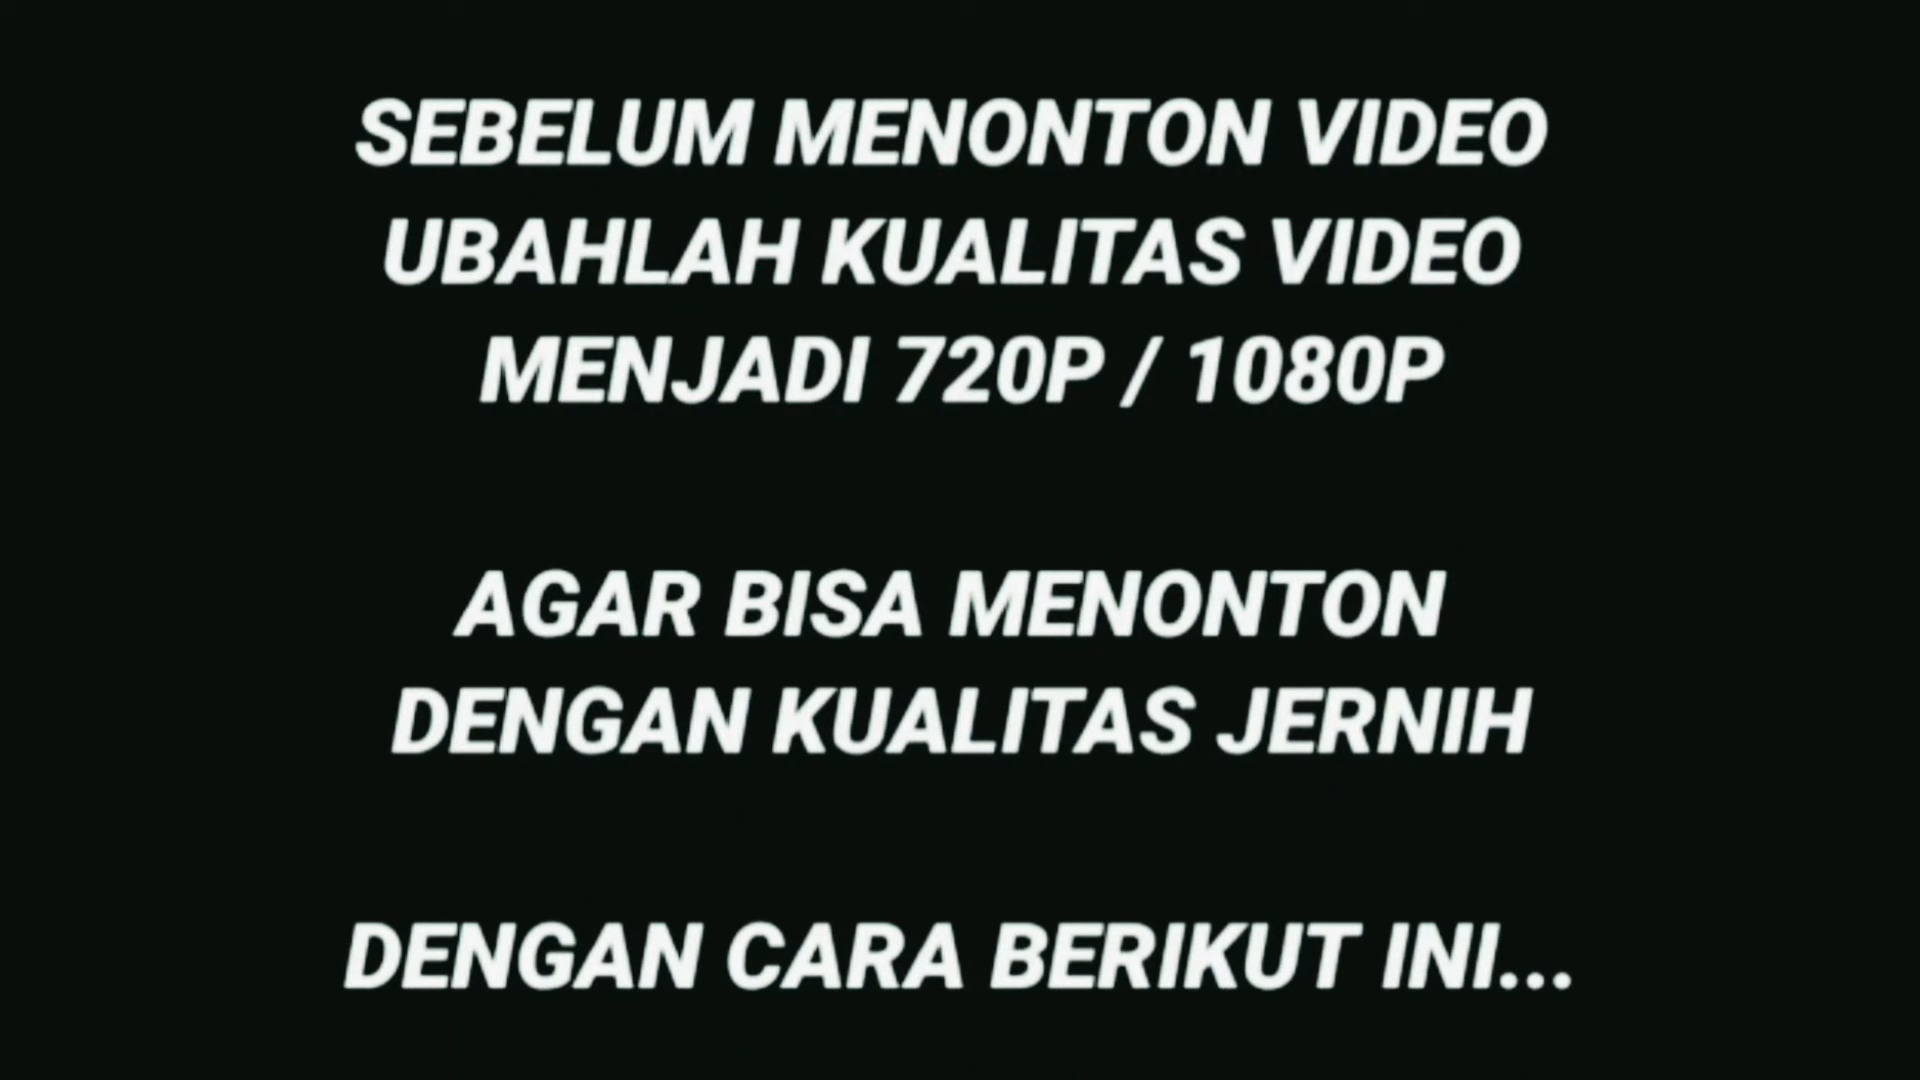 SEBELUM MENONTON VIDEO
UBAHLAH KUALITAS VIDEO
MENJADI 720P / 1080P
AGAR BISA MENONTON
DENGAN KUALITAS JERNIH
DENGAN CARA BERIKUT INI...